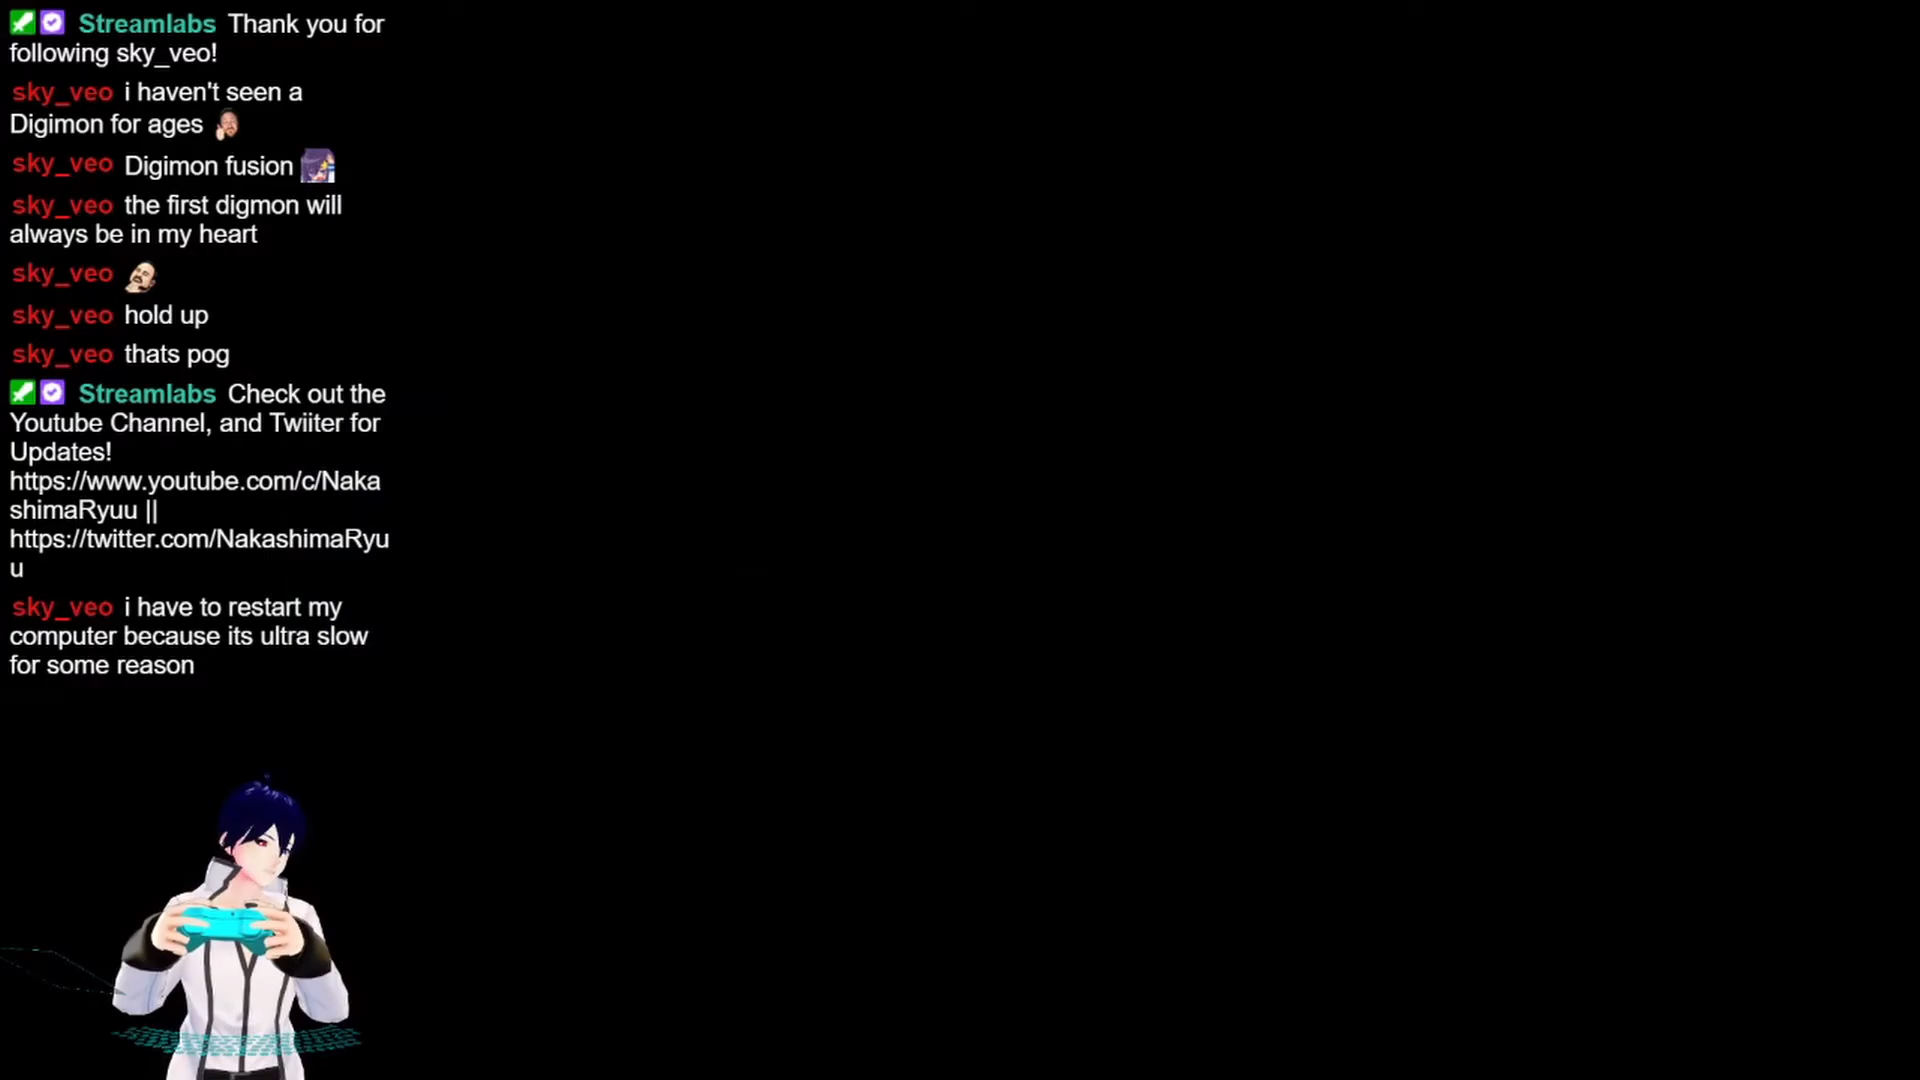 Streamlabs Thank you for
following sky_veo!
sky_veo i haven't seen a
Digimon for ages
sky_veo Digimon fusion
sky_veo the first digmon will
always be in my heart
sky_veo
sky_veo hold up
sky_veo thats pog
Streamlabs Check out the
Youtube Channel, and Twiiter for
Updates!
https://www.youtube.com/c/Naka
shimaRyuu ||
https://twitter.com/NakashimaRyu
u
sky_veo i have to restart my
computer because its ultra slow
for some reason